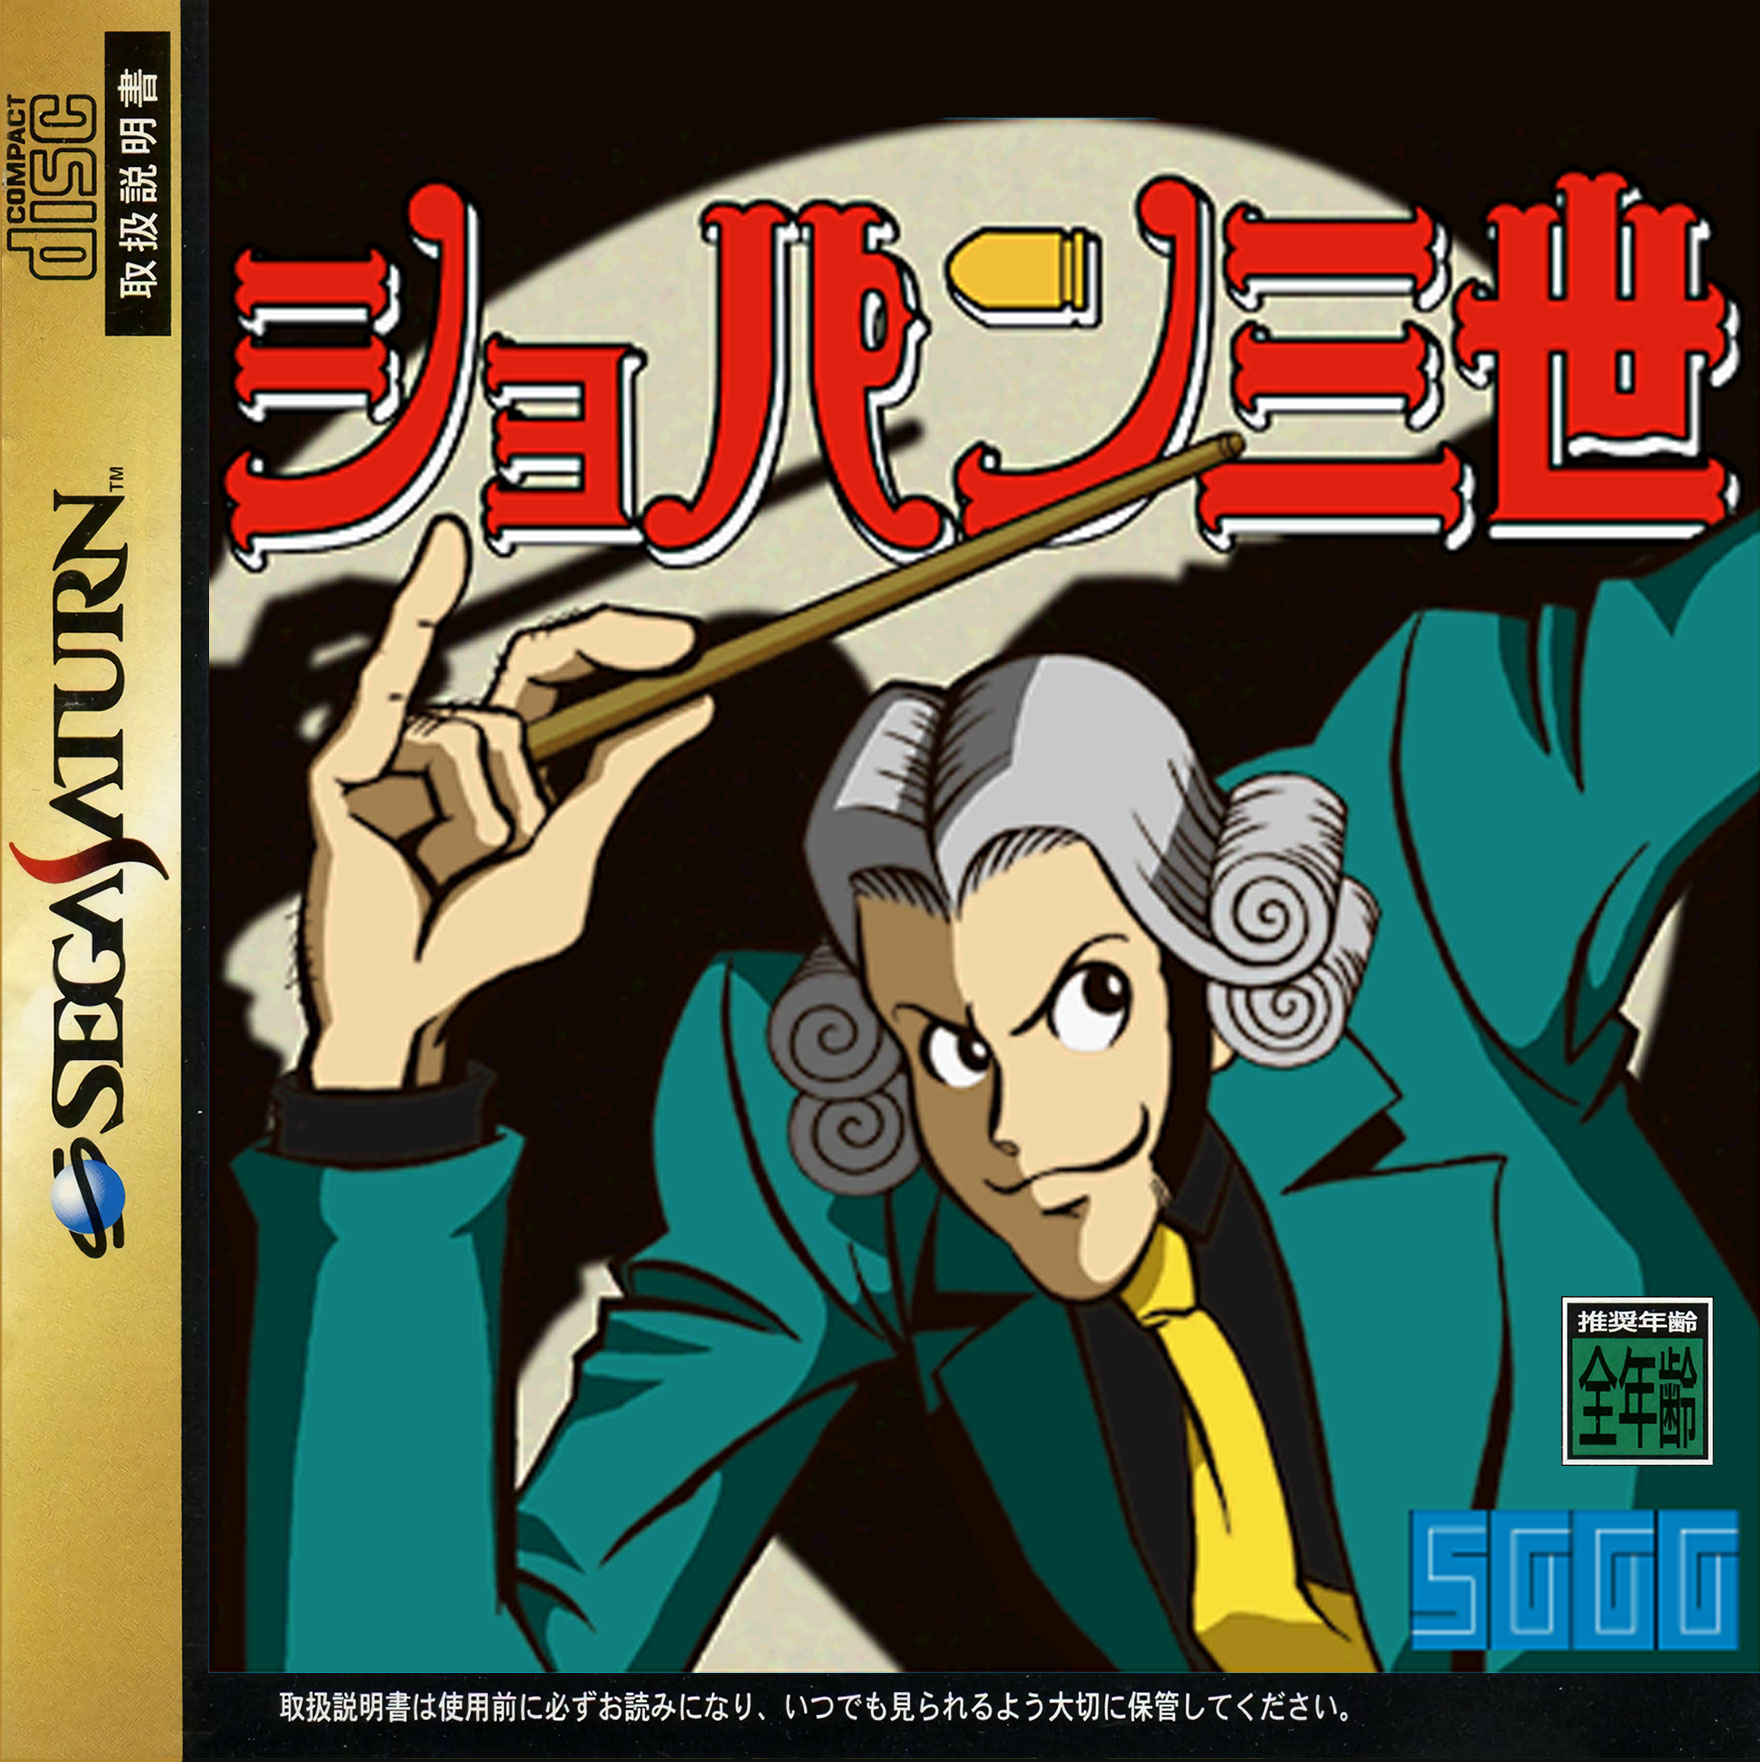 COMPACT
disc
取扱説明書
SEGA SATURN™
ショパン三世
推奨年齢
全年齢
SGGG
取扱説明書は使用前に必ずお読みになり、いつでも見られるよう大切に保管してください。